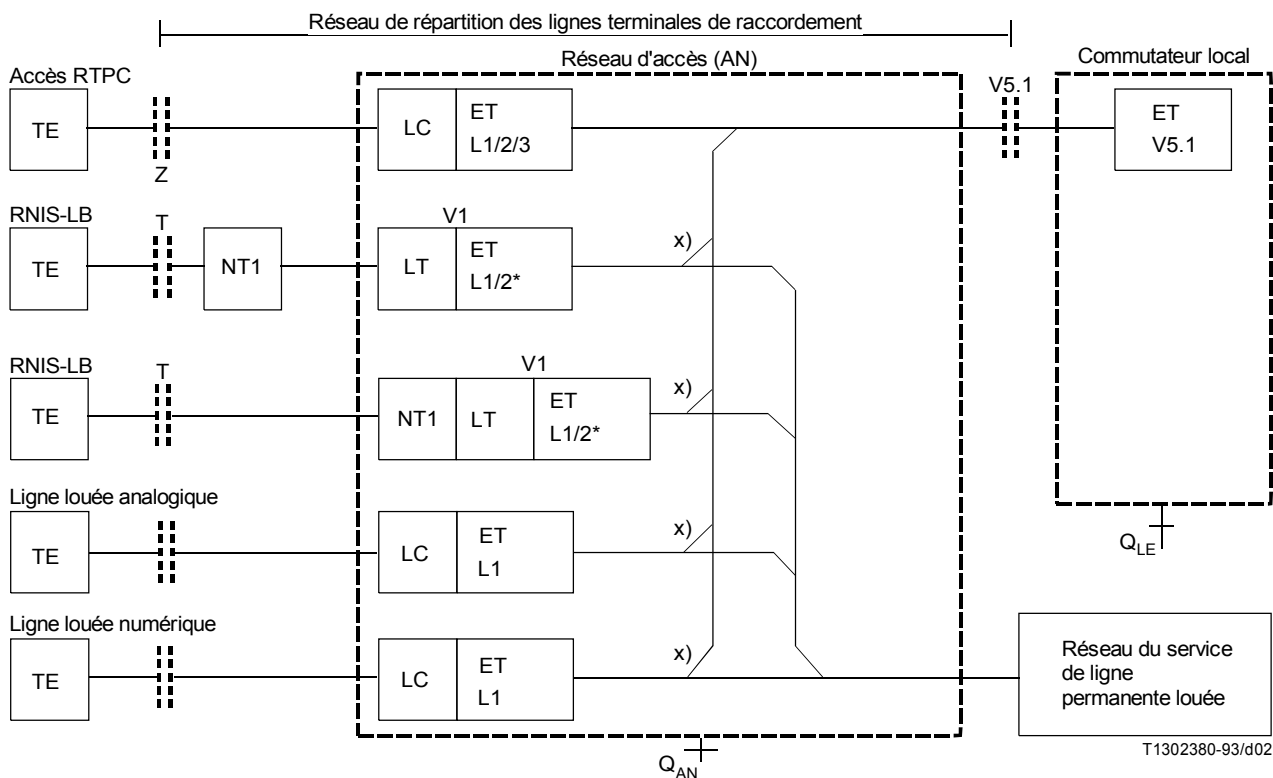 Réseau de répartition des lignes terminales de raccordement
Réseau d'accès (AN)
Commutateur local
Accès RTPC
V5.1
TE
Z
LC
ET
L1/2/3
ET
V5.1
RNIS-LB
T
V1
TE
NT1
LT
ET
L1/2*
x)
RNIS-LB
T
V1
TE
NT1
LT
ET
L1/2*
x)
Ligne louée analogique
TE
LC
ET
L1
x)
QLE
Ligne louée numérique
TE
LC
ET
L1
x)
Réseau du service
de ligne
permanente louée
QAN
T1302380-93/d02